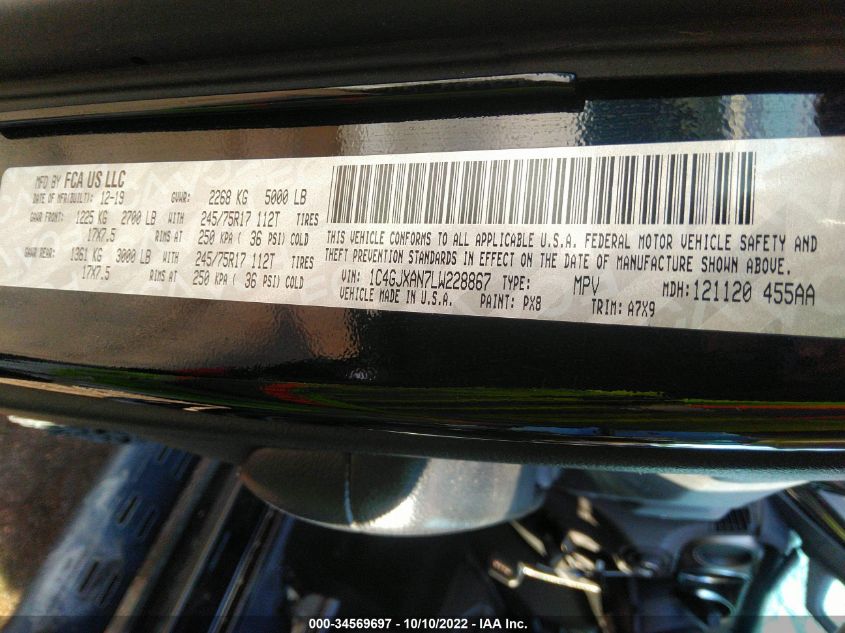 MFD BY FCA US LLC
DATE OF MFR(BUILT): 12-19 GVWR: 2268 KG 5000 LB
GAWR FRONT: 1225 KG 2700 LB WITH 245/75R17 112T TIRES
17X7.5 RIMS AT 250 KPA ( 36 PSI) COLD
GAWR REAR: 1361 KG 3000 LB WITH 245/75R17 112T TIRES
17X7.5 RIMS AT 250 KPA ( 36 PSI) COLD
THIS VEHICLE CONFORMS TO ALL APPLICABLE U.S.A. FEDERAL MOTOR VEHICLE SAFETY AND
THEFT PREVENTION STANDARDS IN EFFECT ON THE DATE OF MANUFACTURE SHOWN ABOVE.
VIN: 1C4GJXAN7LW228867 TYPE: MPV MDH:121120 455AA
VEHICLE MADE IN U.S.A. PAINT: PX8 TRIM: A7X9
000-34569697 - 10/10/2022 - IAA Inc.